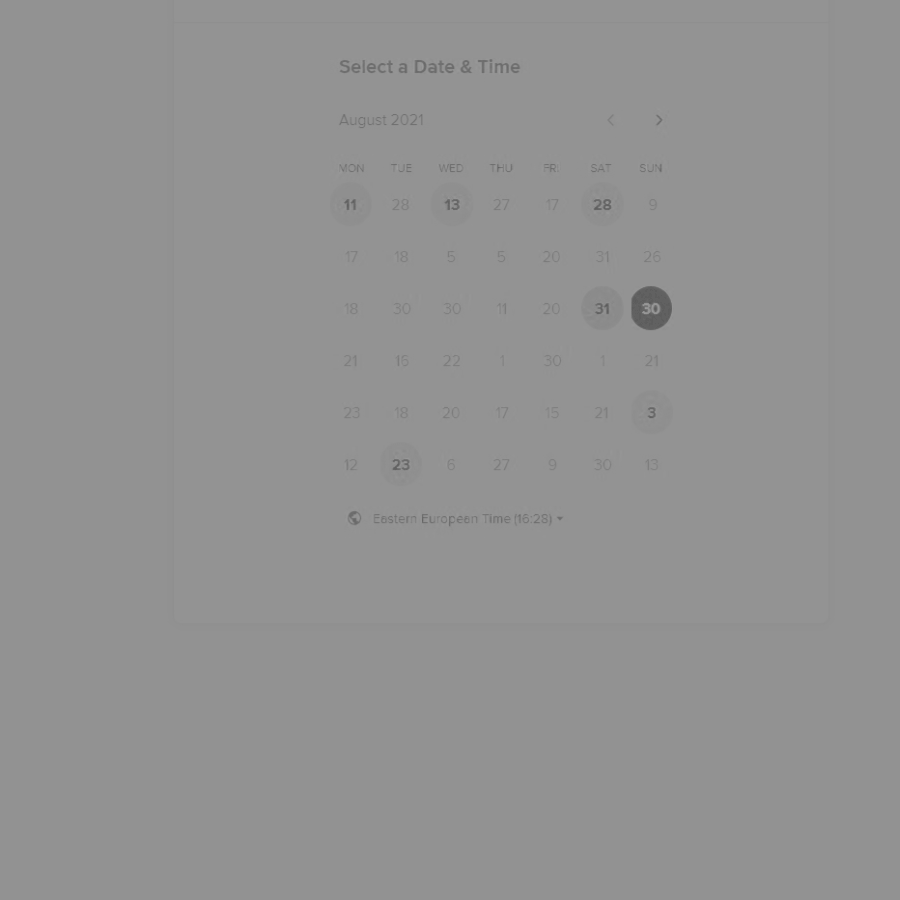 Select a Date & Time
August 2021
MON TUE WED THU FRI SAT SUN
11 28 13 27 17 28 9
17 18 5 5 20 31 26
18 30 30 11 20 31 30
21 16 22 1 30 1 21
23 18 20 17 15 21 3
12 23 6 27 9 30 13
Eastern European Time (16:28)